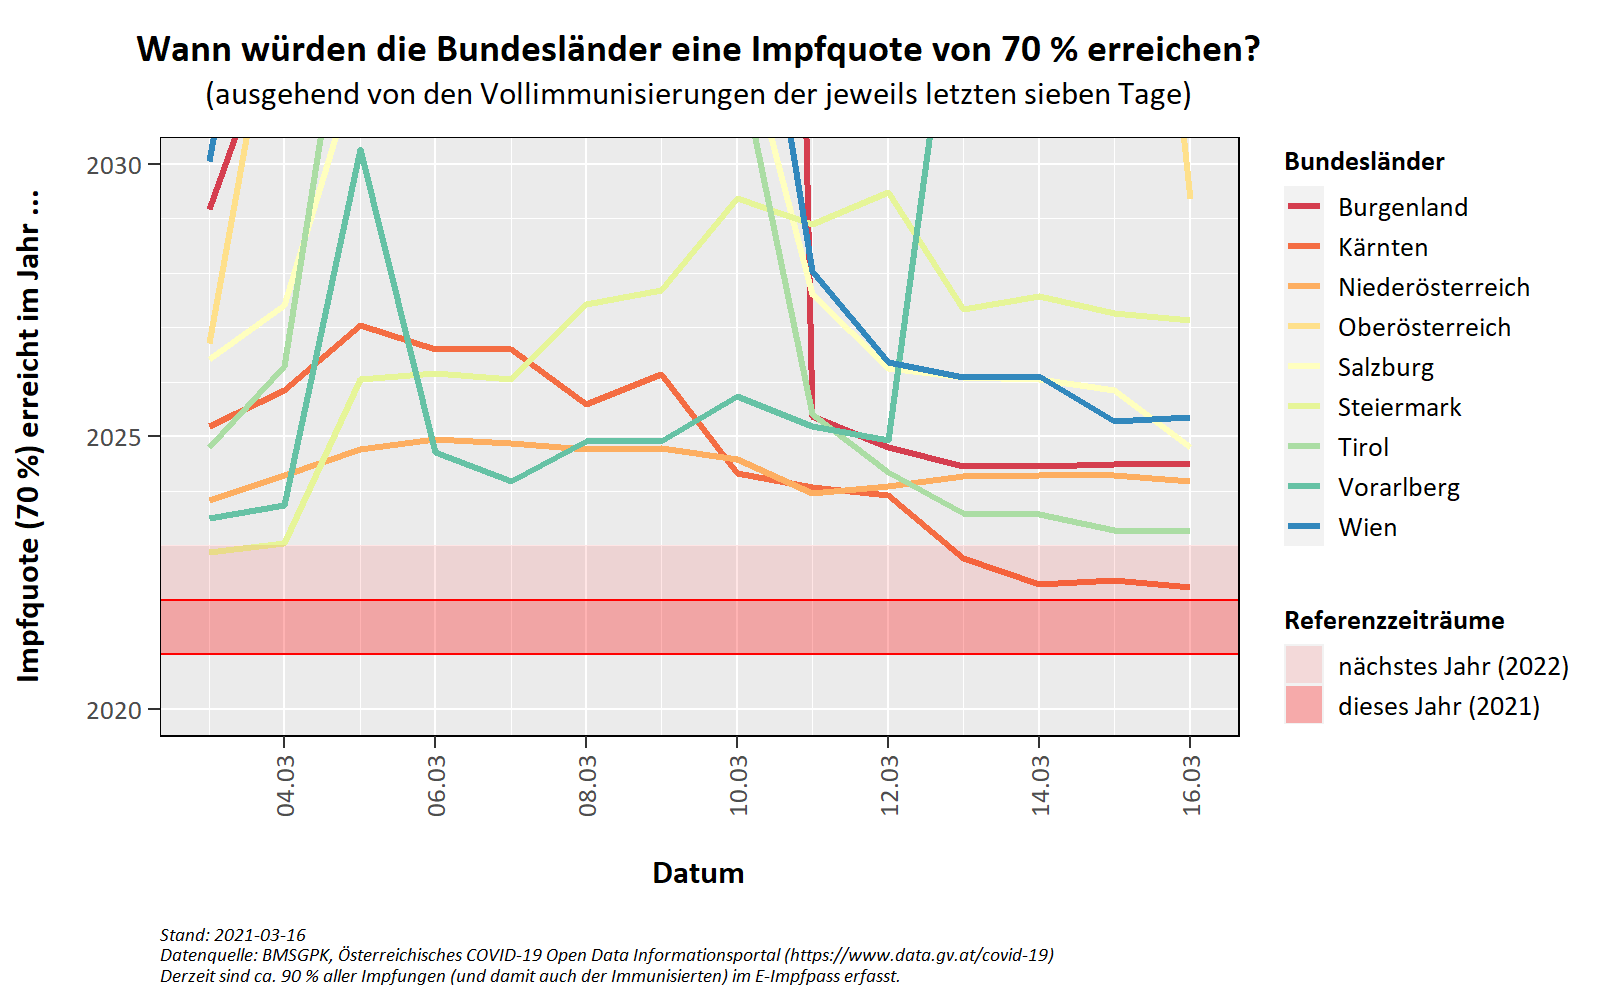 Wann würden die Bundesländer eine Impfquote von 70 % erreichen?
(ausgehend von den Vollimmunisierungen der jeweils letzten sieben Tage)
Impfquote (70 %) erreicht im Jahr ...
2030
2025
2020
04.03
06.03
08.03
10.03
12.03
14.03
16.03
Datum
Bundesländer
Burgenland
Kärnten
Niederösterreich
Oberösterreich
Salzburg
Steiermark
Tirol
Vorarlberg
Wien
Referenzzeiträume
nächstes Jahr (2022)
dieses Jahr (2021)
Stand: 2021-03-16
Datenquelle: BMSGPK, Österreichisches COVID-19 Open Data Informationsportal (https://www.data.gv.at/covid-19)
Derzeit sind ca. 90 % aller Impfungen (und damit auch der Immunisierten) im E-Impfpass erfasst.